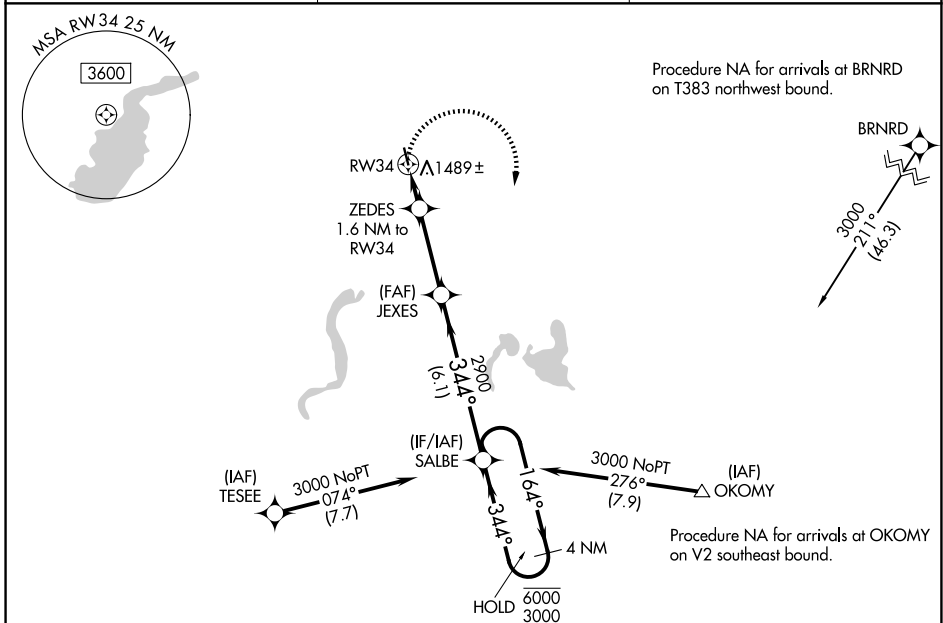 MSA RW34 25 NM
3600
Procedure NA for arrivals at BRNRD
on T383 northwest bound.
BRNRD
3000
211°
(46.3)
RW34
1489±
ZEDES
1.6 NM to
RW34
(FAF)
JEXES
2900
344°
(6.1)
(IF/IAF)
SALBE
(IAF)
TESEE
3000 NoPT
074°
(7.7)
3000 NoPT
276°
(7.9)
(IAF)
OKOMY
164°
344°
4 NM
HOLD
6000
3000
Procedure NA for arrivals at OKOMY
on V2 southeast bound.